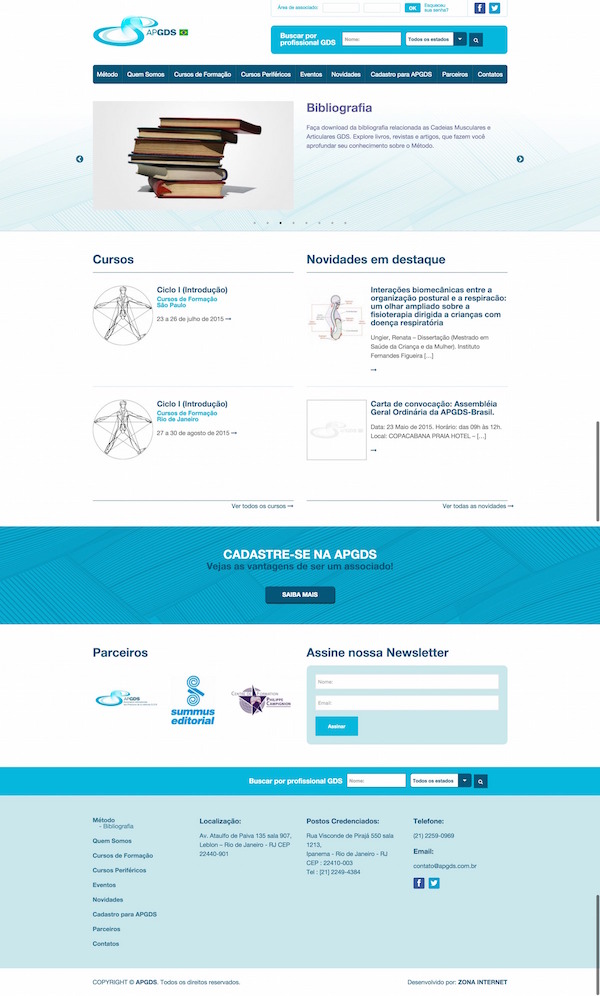 Área de associado:
OK
Esqueceu
sua senha?
APGDS
Buscar por
profissional GDS
Nome:
Todos os estados
Método
Quem Somos
Cursos de Formação
Cursos Periféricos
Eventos
Novidades
Cadastro para APGDS
Parceiros
Contatos
Bibliografia
Faça download da bibliografia relacionada as Cadeias Musculares e
Articulares GDS. Explore livros, revistas e artigos, que fazem você
aprofundar seu conhecimento sobre o Método.
Cursos
Ciclo I (Introdução)
Cursos de Formação
São Paulo
23 a 26 de julho de 2015 →
Ciclo I (Introdução)
Cursos de Formação
Rio de Janeiro
27 a 30 de agosto de 2015 →
Ver todos os cursos →
Novidades em destaque
Interações biomecânicas entre a
organização postural e a respiração:
um olhar ampliado sobre a
fisioterapia dirigida a crianças com
doença respiratória
Ungier, Renata – Dissertação (Mestrado em
Saúde da Criança e da Mulher). Instituto
Fernandes Figueira [...]
→
Carta de convocação: Assembléia
Geral Ordinária da APGDS-Brasil.
Data: 23 Maio de 2015. Horário: das 09h às 12h.
Local: COPACABANA PRAIA HOTEL – [...]
→
Ver todas as novidades →
CADASTRE-SE NA APGDS
Vejas as vantagens de ser um associado!
SAIBA MAIS
Parceiros
APGDS
summus
editorial
Centre de Formation
Philippe
Campignion
Assine nossa Newsletter
Nome:
Email:
Assinar
Buscar por profissional GDS
Nome:
Todos os estados
Método
- Bibliografia
Quem Somos
Cursos de Formação
Cursos Periféricos
Eventos
Novidades
Cadastro para APGDS
Parceiros
Contatos
Localização:
Av. Ataulfo de Paiva 135 sala 907,
Leblon – Rio de Janeiro - RJ CEP
22440-901
Postos Credenciados:
Rua Visconde de Pirajá 550 sala
1213,
Ipanema - Rio de Janeiro - RJ
CEP : 22410-003
Tel : [21] 2249-4384
Telefone:
(21) 2259-0969
Email:
contato@apgds.com.br
COPYRIGHT © APGDS. Todos os direitos reservados.
Desenvolvido por: ZONA INTERNET